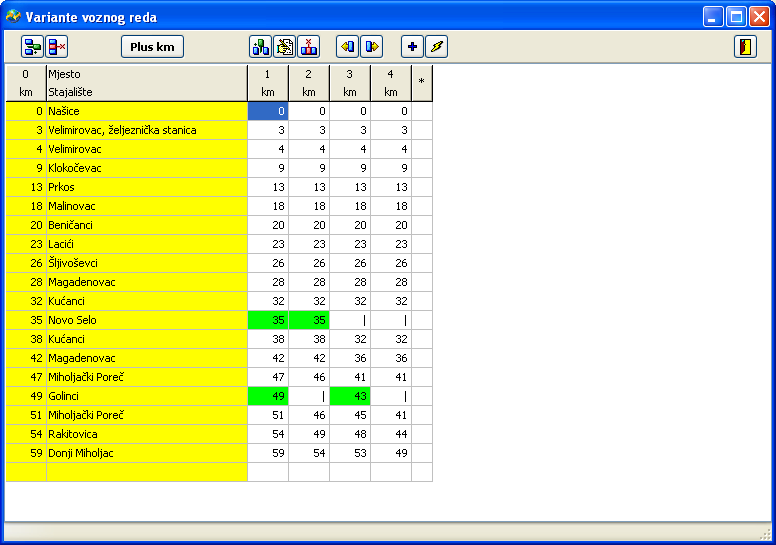 Variante voznog reda
Plus km
0 Mjesto 1 2 3 4 *
km Stajalište km km km km
0 Našice 0 0 0 0
3 Velimirovac, željeznička stanica 3 3 3 3
4 Velimirovac 4 4 4 4
9 Klokočevac 9 9 9 9
13 Prkos 13 13 13 13
18 Malinovac 18 18 18 18
20 Beničanci 20 20 20 20
23 Lacići 23 23 23 23
26 Šljivoševci 26 26 26 26
28 Magadenovac 28 28 28 28
32 Kućanci 32 32 32 32
35 Novo Selo 35 35 | |
38 Kućanci 38 38 32 32
42 Magadenovac 42 42 36 36
47 Miholjački Poreč 47 46 41 41
49 Golinci 49 | 43 |
51 Miholjački Poreč 51 46 45 41
54 Rakitovica 54 49 48 44
59 Donji Miholjac 59 54 53 49